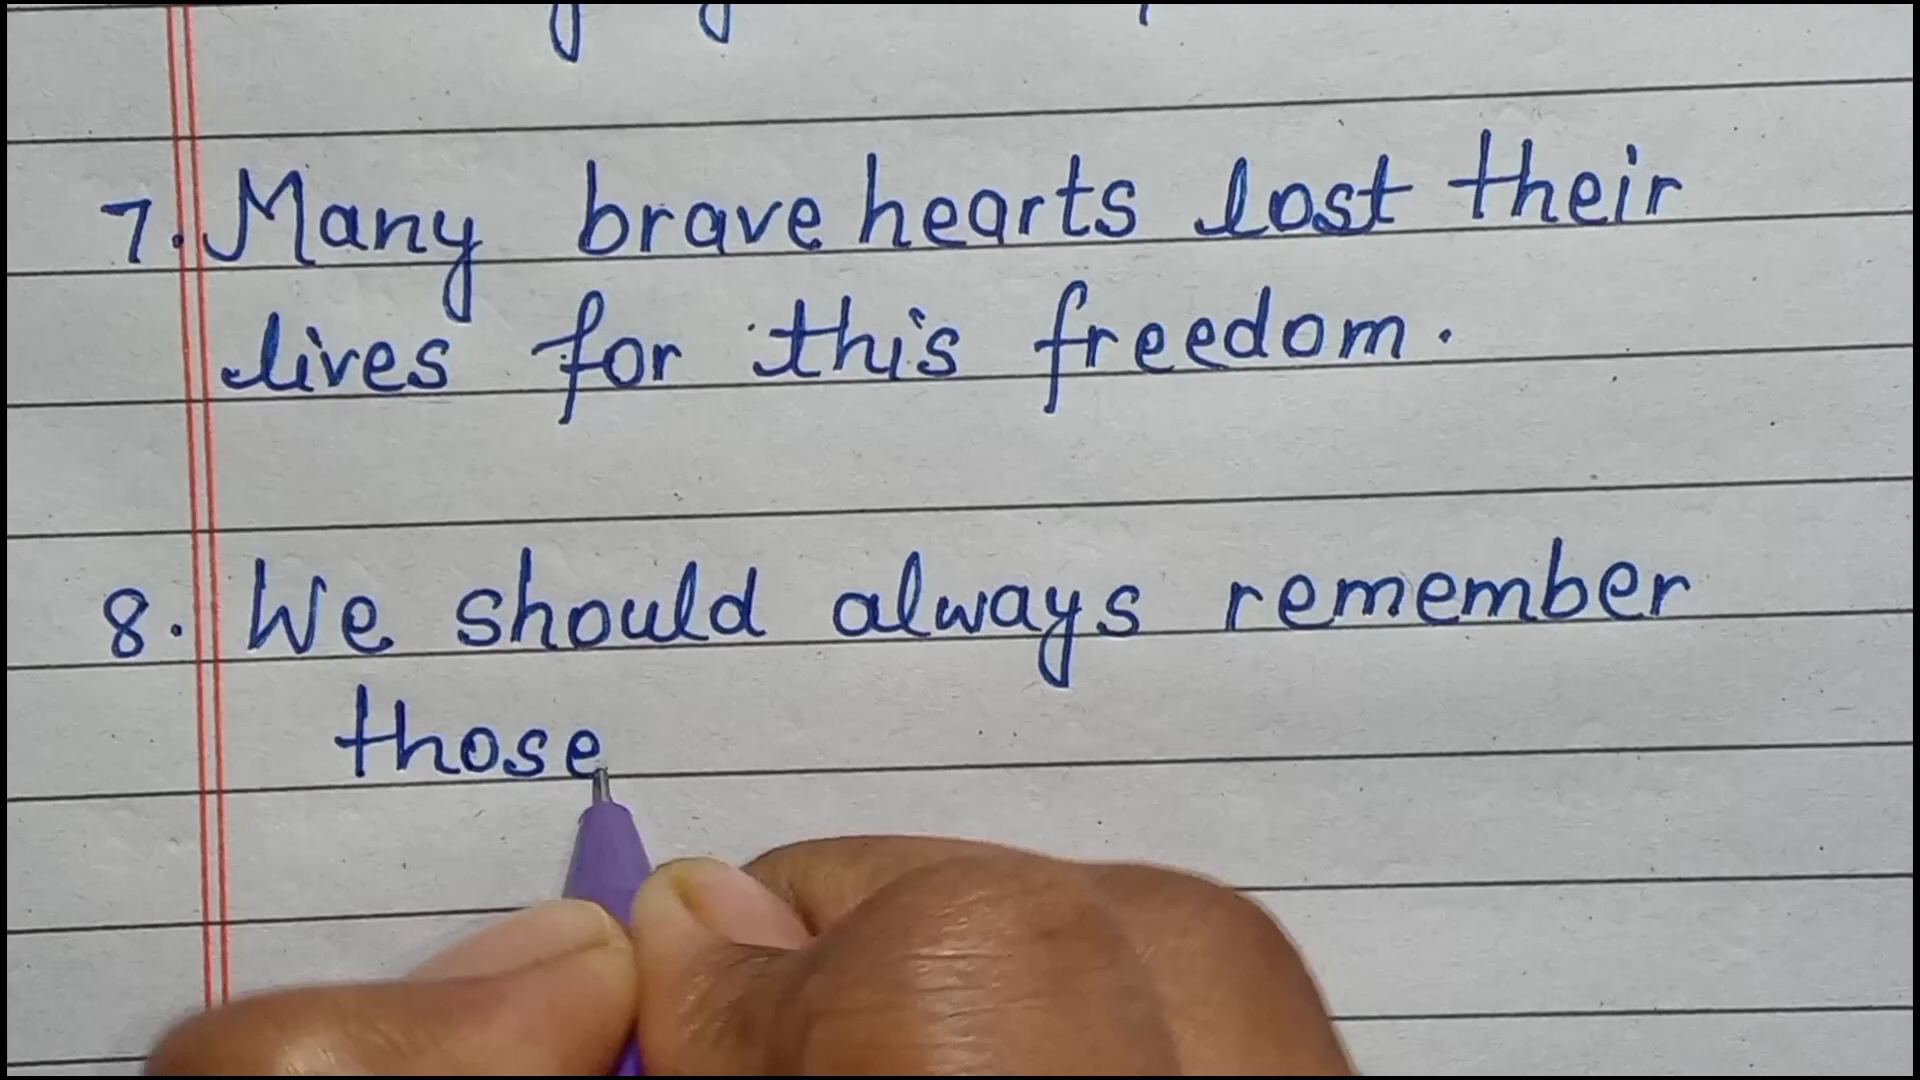 7. Many brave hearts lost their
lives for this freedom.
8. We should always remember
those